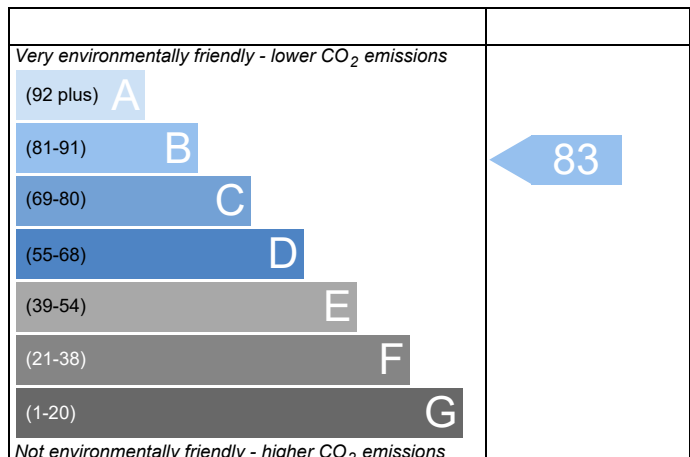 Very environmentally friendly - lower CO2 emissions
(92 plus) A
(81-91) B
83
(69-80) C
(55-68) D
(39-54) E
(21-38) F
(1-20) G
Not environmentally friendly - higher CO2 emissions